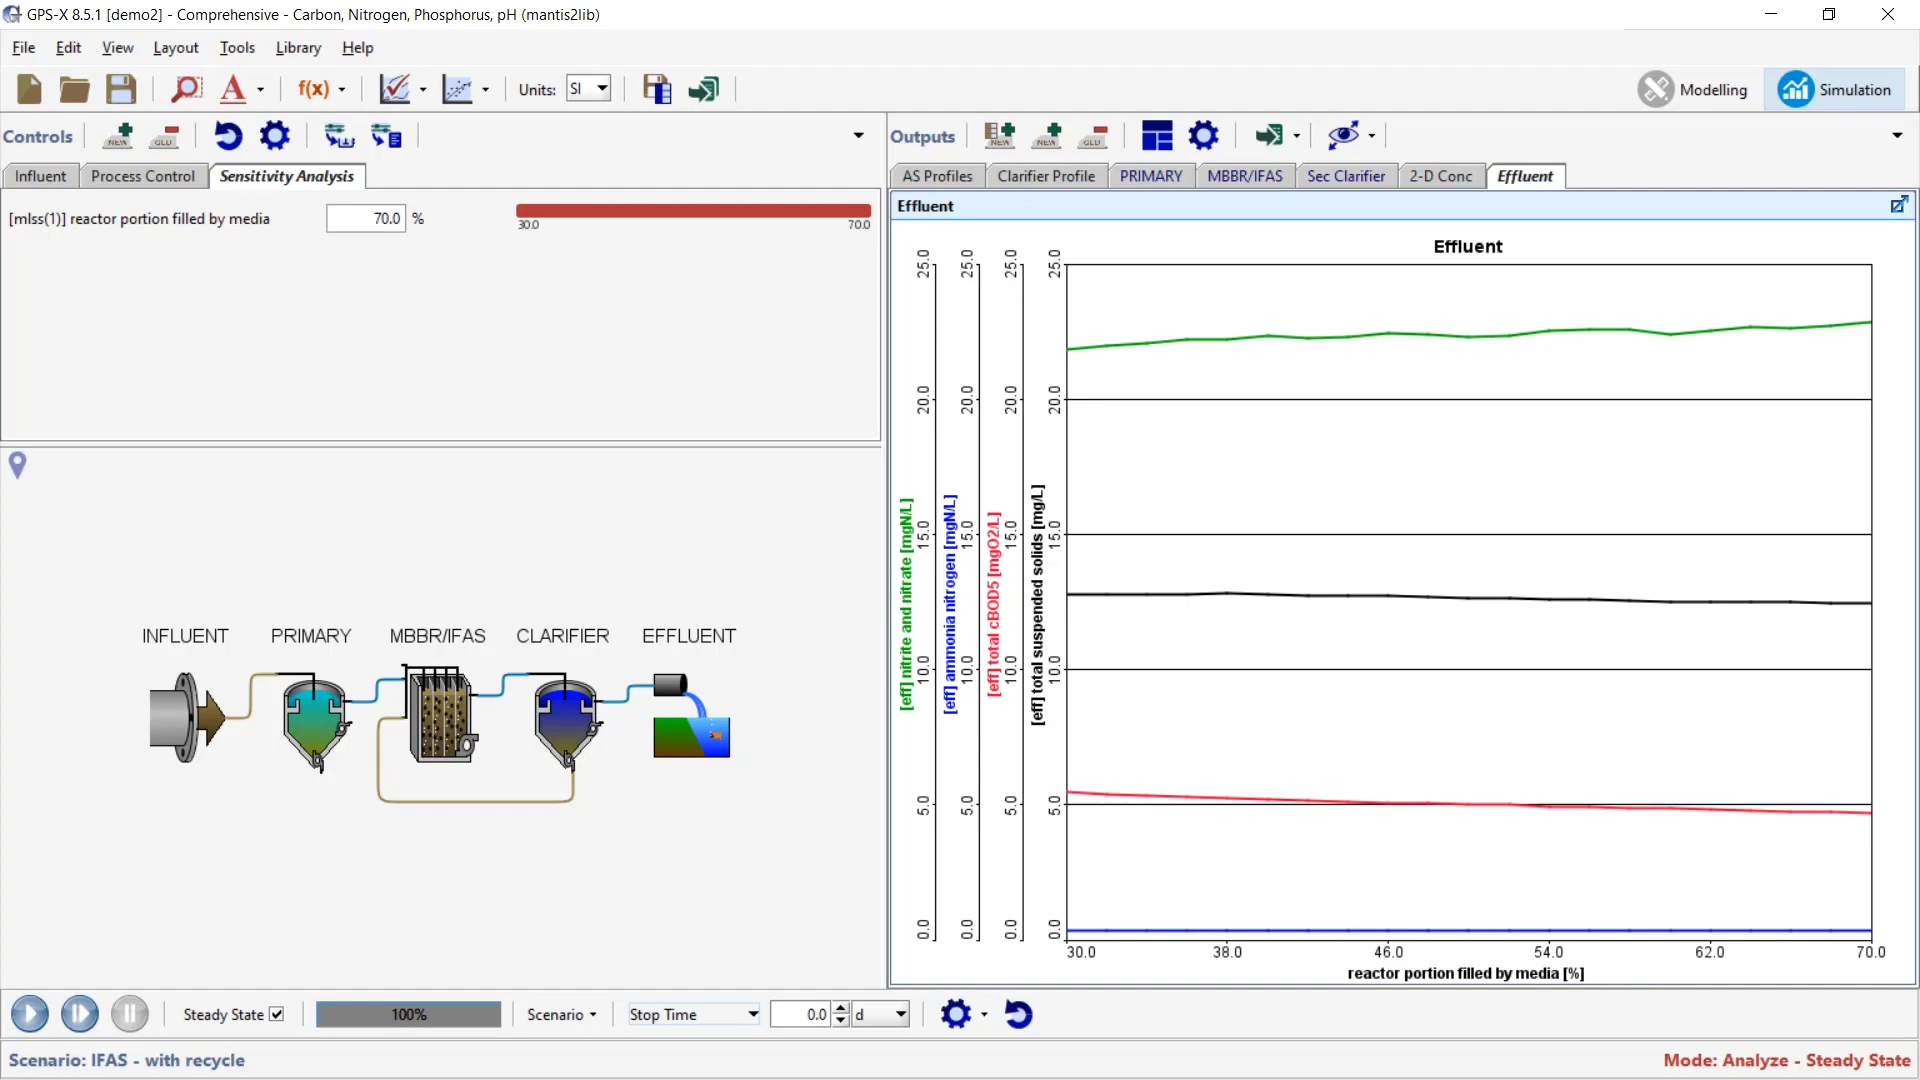 GPS-X 8.5.1 [demo2] - Comprehensive - Carbon, Nitrogen, Phosphorus, pH (mantis2lib)
File Edit View Layout Tools Library Help
A f(x) Units: SI Modelling Simulation
Controls NEW GLD
Influent Process Control Sensitivity Analysis
[mlss(1)] reactor portion filled by media 70.0 %
30.0 70.0
INFLUENT PRIMARY MBBR/IFAS CLARIFIER EFFLUENT
Outputs NEW NEW GLD
AS Profiles Clarifier Profile PRIMARY MBBR/IFAS Sec Clarifier 2-D Conc Effluent
Effluent
Effluent
[eff] nitrite and nitrate [mgN/L]
25.0 20.0 15.0 10.0 5.0 0.0
[eff] ammonia nitrogen [mgN/L]
25.0 20.0 15.0 10.0 5.0 0.0
[eff] total cBOD5 [mgO2/L]
25.0 20.0 15.0 10.0 5.0 0.0
[eff] total suspended solids [mg/L]
25.0 20.0 15.0 10.0 5.0 0.0
30.0 38.0 46.0 54.0 62.0 70.0
reactor portion filled by media [%]
Steady State 100% Scenario Stop Time 0.0 d
Scenario: IFAS - with recycle
Mode: Analyze - Steady State